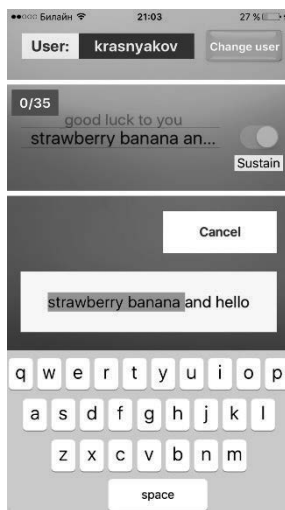 ●●○○○ Билайн 21:03 27 %
User: krasnyakov Change user
0/35
good luck to you
strawberry banana an...
Sustain
Cancel
strawberry banana and hello
q w e r t y u i o p
a s d f g h j k l
z x c v b n m
space